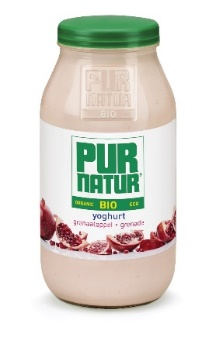 PUR
NATUR
BIO
PUR
NATUR
ORGANIC BIO ECO
yoghurt
granaatappel • grenade